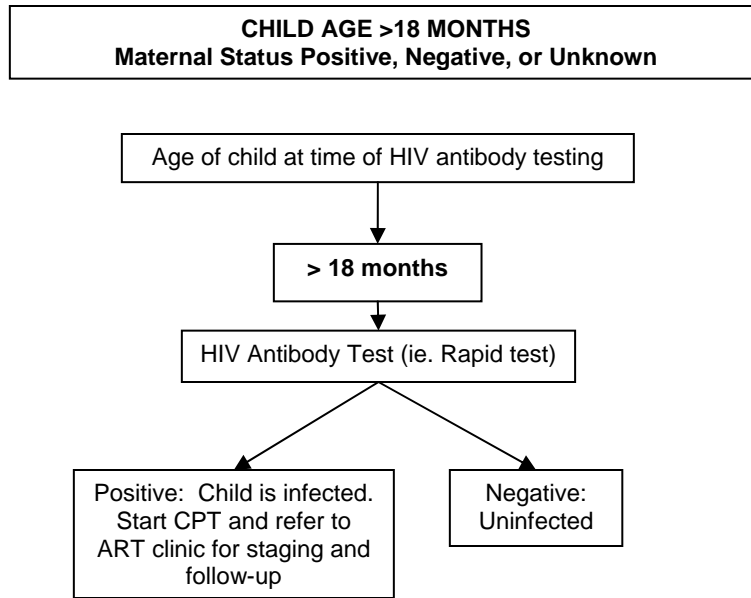 CHILD AGE >18 MONTHS
Maternal Status Positive, Negative, or Unknown
Age of child at time of HIV antibody testing
> 18 months
HIV Antibody Test (ie. Rapid test)
Positive:  Child is infected.
Start CPT and refer to
ART clinic for staging and
follow-up
Negative:
Uninfected